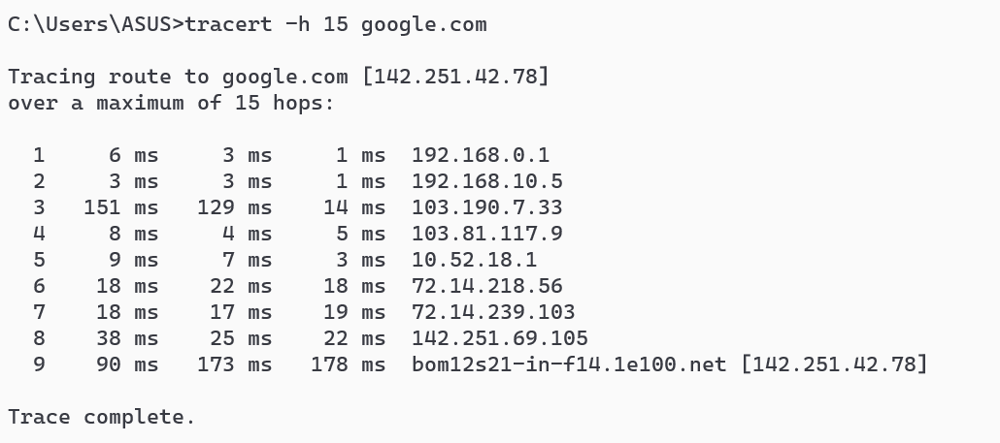 C:\Users\ASUS>tracert -h 15 google.com
Tracing route to google.com [142.251.42.78]
over a maximum of 15 hops:
1 6 ms 3 ms 1 ms 192.168.0.1
2 3 ms 3 ms 1 ms 192.168.10.5
3 151 ms 129 ms 14 ms 103.190.7.33
4 8 ms 4 ms 5 ms 103.81.117.9
5 9 ms 7 ms 3 ms 10.52.18.1
6 18 ms 22 ms 18 ms 72.14.218.56
7 18 ms 17 ms 19 ms 72.14.239.103
8 38 ms 25 ms 22 ms 142.251.69.105
9 90 ms 173 ms 178 ms bom12s21-in-f14.1e100.net [142.251.42.78]
Trace complete.